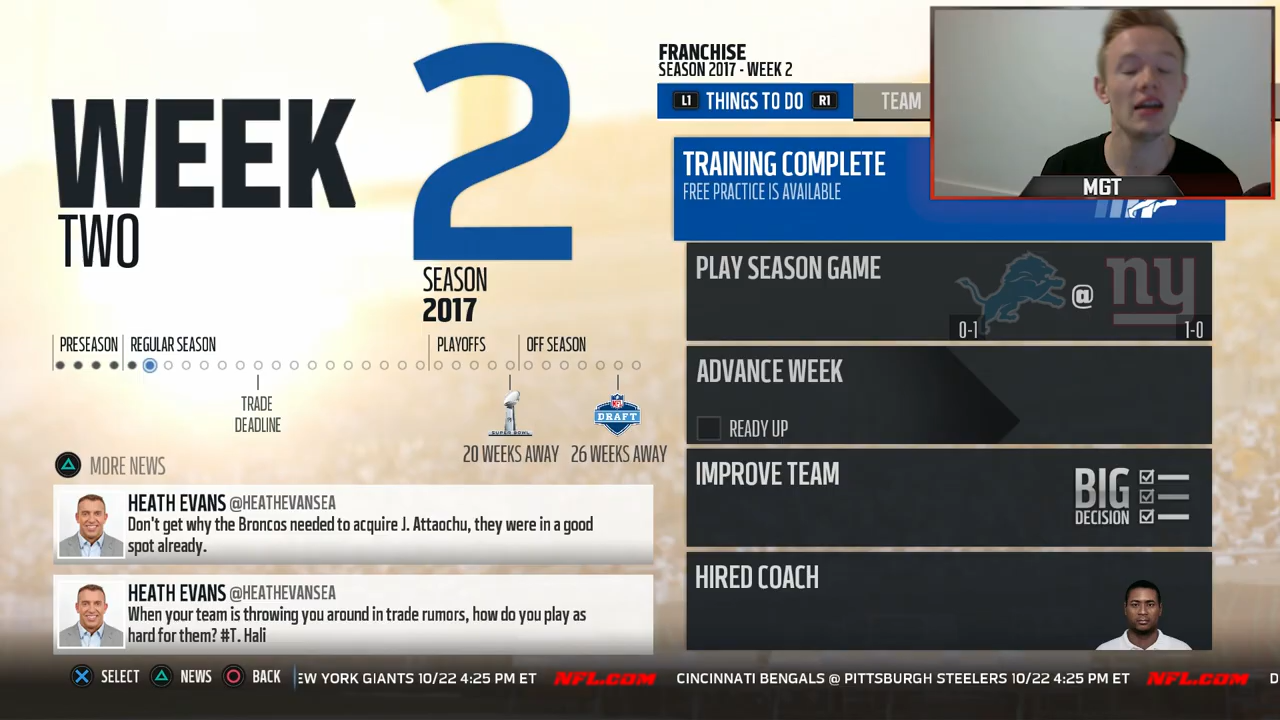 WEEK
TWO
2
SEASON
2017
PRESEASON
REGULAR SEASON
PLAYOFFS
OFF SEASON
TRADE
DEADLINE
SUPER BOWL
NFL
DRAFT
20 WEEKS AWAY
26 WEEKS AWAY
MORE NEWS
HEATH EVANS @HEATHEVANSEA
Don't get why the Broncos needed to acquire J. Attaochu, they were in a good
spot already.
HEATH EVANS @HEATHEVANSEA
When your team is throwing you around in trade rumors, how do you play as
hard for them? #T. Hali
FRANCHISE
SEASON 2017 - WEEK 2
L1 THINGS TO DO R1
TEAM
MGT
TRAINING COMPLETE
FREE PRACTICE IS AVAILABLE
PLAY SEASON GAME
@ ny
0-1
1-0
ADVANCE WEEK
READY UP
IMPROVE TEAM
BIG
DECISION
HIRED COACH
SELECT NEWS BACK
EW YORK GIANTS 10/22 4:25 PM ET NFL.COM CINCINNATI BENGALS @ PITTSBURGH STEELERS 10/22 4:25 PM ET NFL.COM D